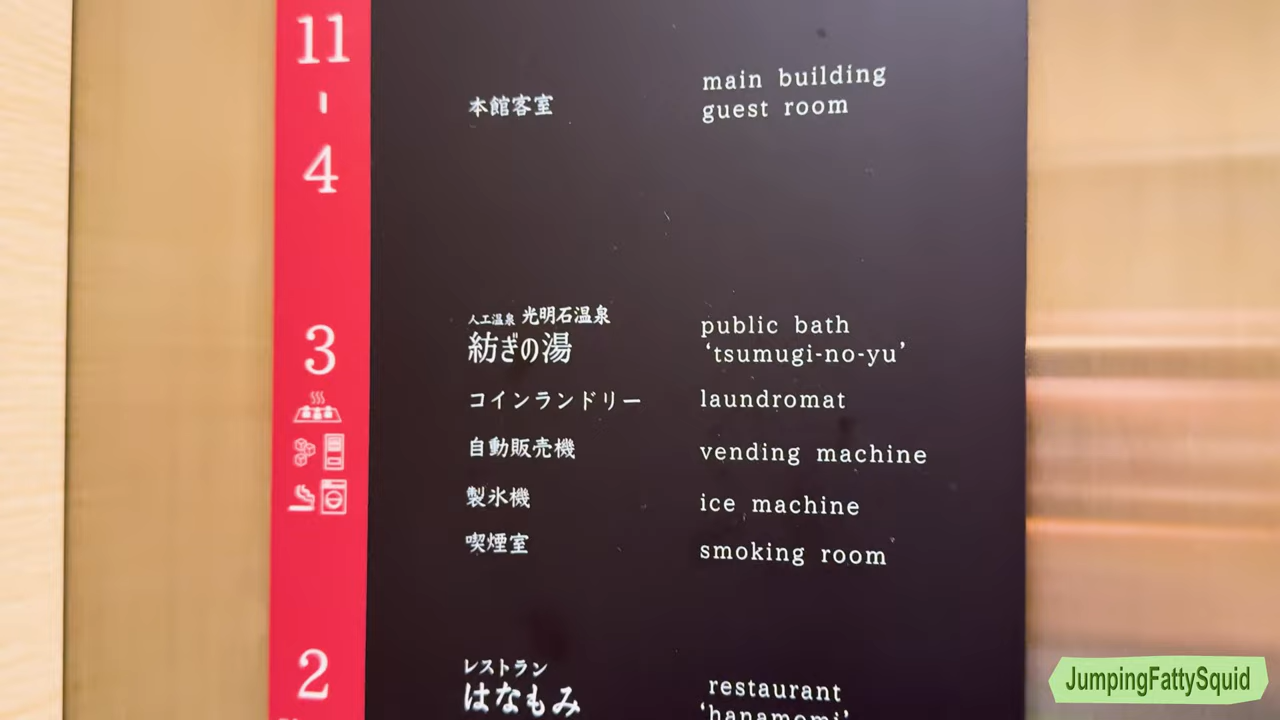 11
本館客室
main building
guest room
4
3
人工温泉 光明石温泉
紡ぎの湯
public bath
‘tsumugi-no-yu’
コインランドリー
laundromat
自動販売機
vending machine
製氷機
ice machine
喫煙室
smoking room
2
レストラン
はなもみ
restaurant
‘hanamomi’
JumpingFattySquid